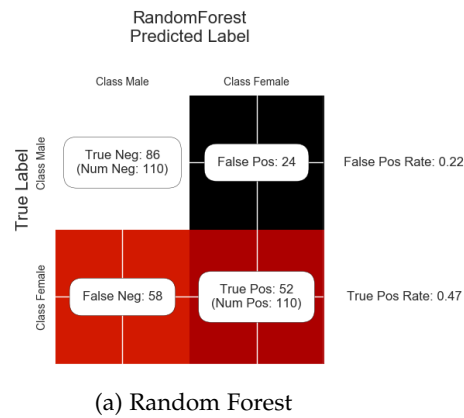 RandomForest
Predicted Label
Class Male
Class Female
True Label
Class Male
True Neg: 86
(Num Neg: 110)
False Pos: 24
False Pos Rate: 0.22
Class Female
False Neg: 58
True Pos: 52
(Num Pos: 110)
True Pos Rate: 0.47
(a) Random Forest